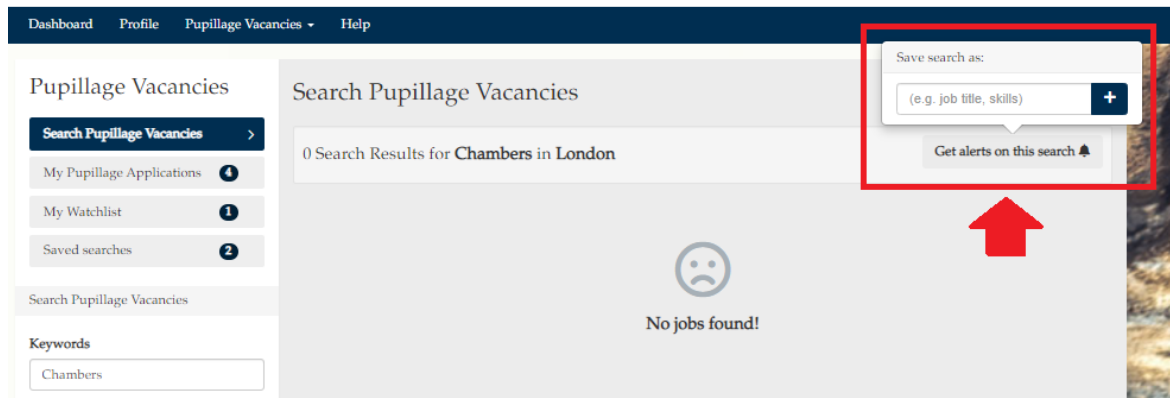 Dashboard Profile Pupillage Vacancies Help
Save search as:
(e.g. job title, skills) +
Pupillage Vacancies
Search Pupillage Vacancies
Search Pupillage Vacancies
My Pupillage Applications 4
My Watchlist 1
Saved searches 2
Search Pupillage Vacancies
Keywords
Chambers
0 Search Results for Chambers in London
Get alerts on this search
No jobs found!